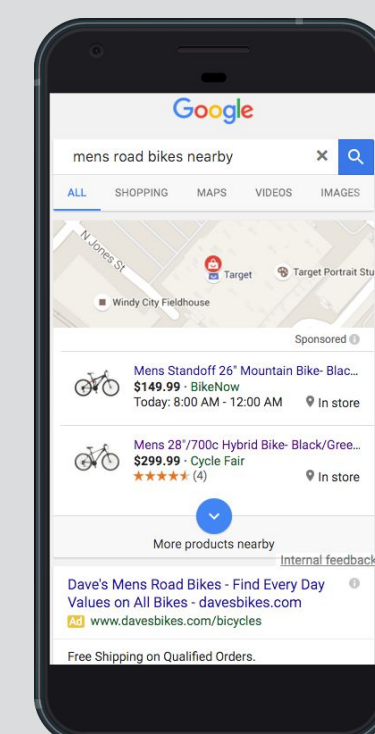 Google
mens road bikes nearby
ALL SHOPPING MAPS VIDEOS IMAGES
N Jones St
Target
Target Portrait Stu
Windy City Fieldhouse
Sponsored
Mens Standoff 26" Mountain Bike- Blac...
$149.99 · BikeNow
Today: 8:00 AM - 12:00 AM In store
Mens 28"/700c Hybrid Bike- Black/Gree...
$299.99 · Cycle Fair
(4) In store
More products nearby
Internal feedback
Dave's Mens Road Bikes - Find Every Day
Values on All Bikes - davesbikes.com
Ad www.davesbikes.com/bicycles
Free Shipping on Qualified Orders.